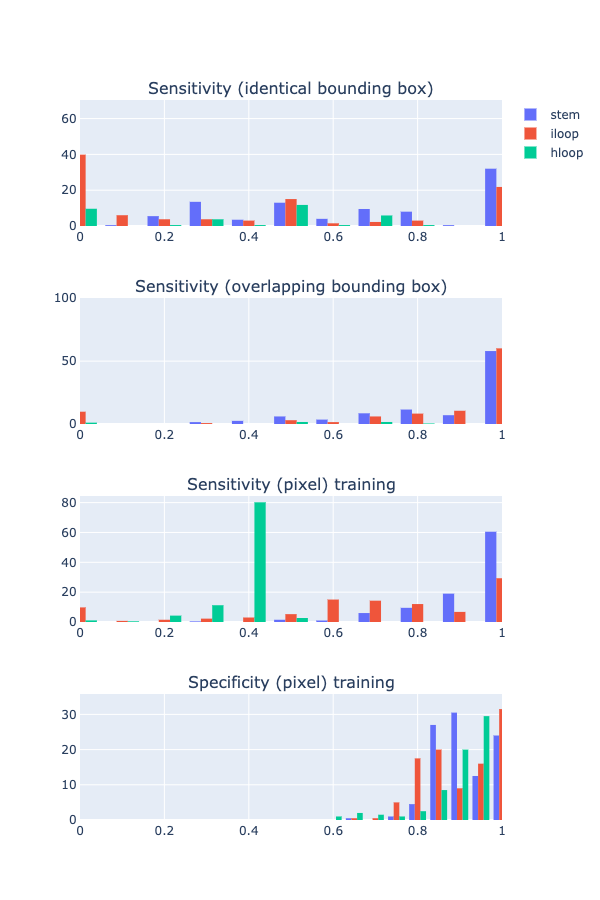 Sensitivity (identical bounding box)
60
40
20
0
0 0.2 0.4 0.6 0.8 1
stem
iloop
hloop
Sensitivity (overlapping bounding box)
100
50
0
0 0.2 0.4 0.6 0.8 1
Sensitivity (pixel) training
80
60
40
20
0
0 0.2 0.4 0.6 0.8 1
Specificity (pixel) training
30
20
10
0
0 0.2 0.4 0.6 0.8 1